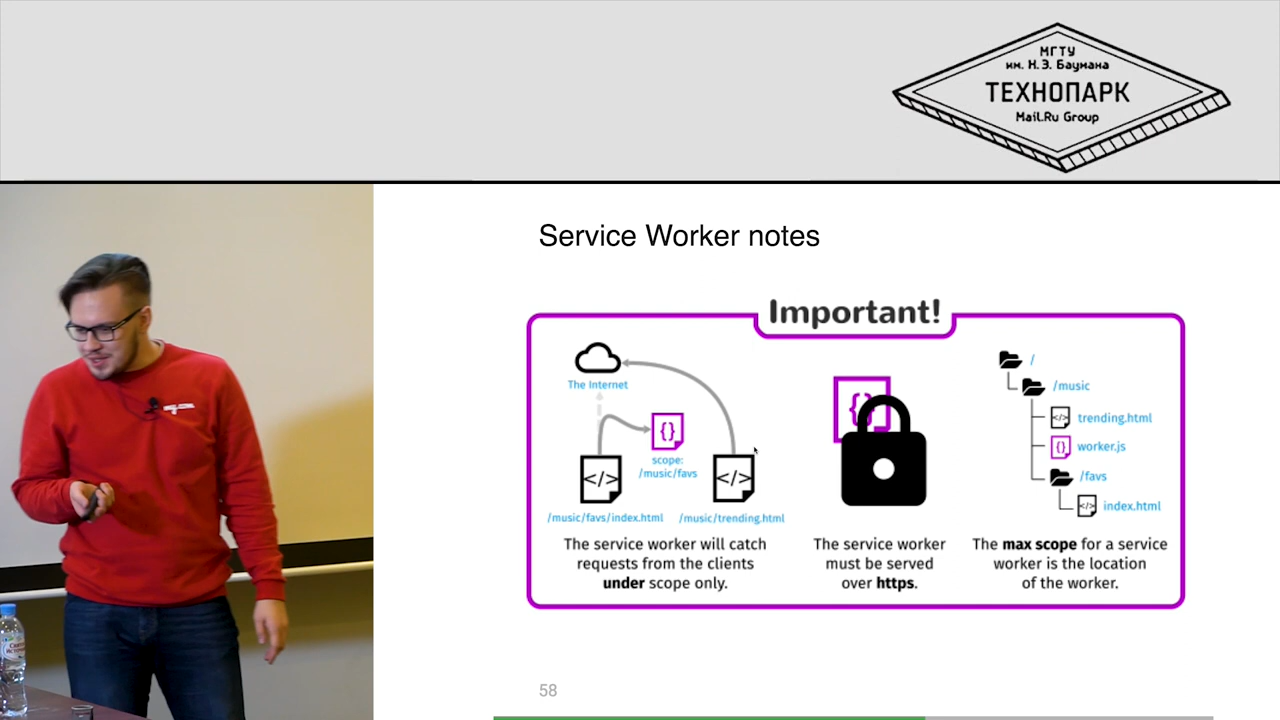 МГТУ
им. Н.Э. Баумана
ТЕХНОПАРК
Mail.Ru Group
Service Worker notes
Important!
The Internet
{}
scope:
/music/favs
</>
</>
/music/favs/index.html
/music/trending.html
The service worker will catch
requests from the clients
under scope only.
{}
The service worker
must be served
over https.
/
/music
</> trending.html
{} worker.js
/favs
</> index.html
The max scope for a service
worker is the location
of the worker.
58